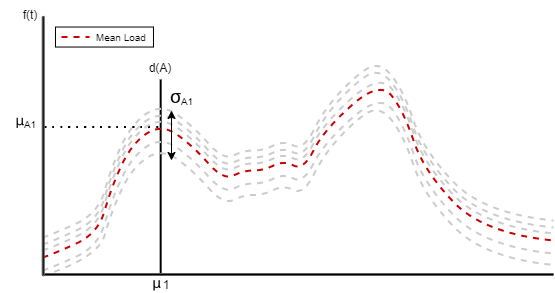 f(t)
Mean Load
d(A)
σA1
μA1
μ1